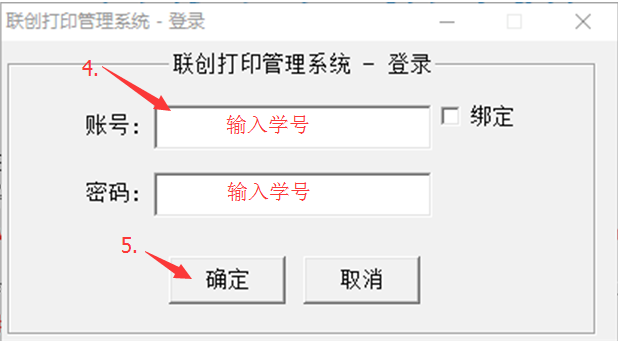 联创打印管理系统 - 登录
联创打印管理系统 - 登录
4.
账号: 输入学号 绑定
密码: 输入学号
5.
确定 取消